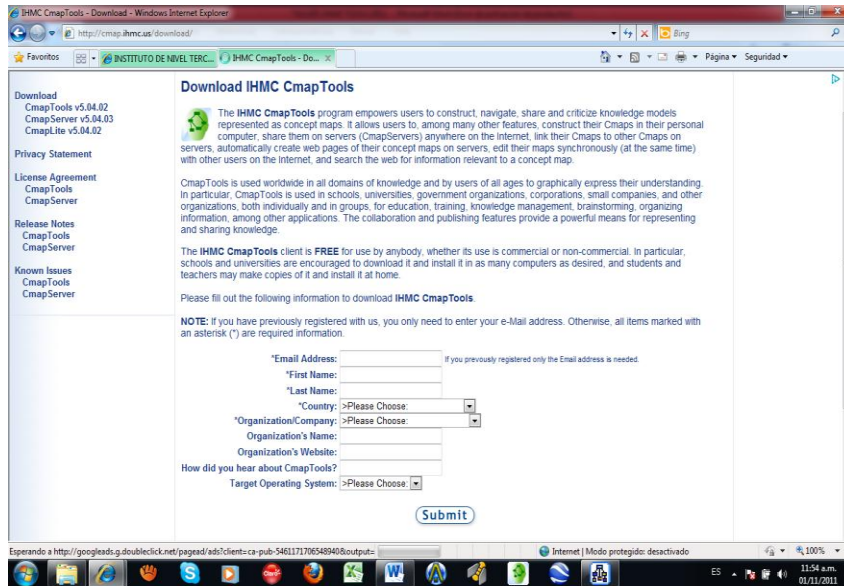 IHMC CmapTools - Download - Windows Internet Explorer
http://cmap.ihmc.us/download/
Bing
Favoritos
INSTITUTO DE NIVEL TERC...
IHMC CmapTools - Do...
Página
Seguridad
Download
CmapTools v5.04.02
CmapServer v5.04.03
CmapLite v5.04.02
Privacy Statement
License Agreement
CmapTools
CmapServer
Release Notes
CmapTools
CmapServer
Known Issues
CmapTools
CmapServer
Download IHMC CmapTools
The IHMC CmapTools program empowers users to construct, navigate, share and criticize knowledge models
represented as concept maps. It allows users to, among many other features, construct their Cmaps in their personal
computer, share them on servers (CmapServers) anywhere on the Internet, link their Cmaps to other Cmaps on
servers, automatically create web pages of their concept maps on servers, edit their maps synchronously (at the same time)
with other users on the Internet, and search the web for information relevant to a concept map.
CmapTools is used worldwide in all domains of knowledge and by users of all ages to graphically express their understanding.
In particular, CmapTools is used in schools, universities, government organizations, corporations, small companies, and other
organizations, both individually and in groups, for education, training, knowledge management, brainstorming, organizing
information, among other applications. The collaboration and publishing features provide a powerful means for representing
and sharing knowledge.
The IHMC CmapTools client is FREE for use by anybody, whether its use is commercial or non-commercial. In particular,
schools and universities are encouraged to download it and install it in as many computers as desired, and students and
teachers may make copies of it and install it at home.
Please fill out the following information to download IHMC CmapTools.
NOTE: If you have previously registered with us, you only need to enter your e-Mail address. Otherwise, all items marked with
an asterisk (*) are required information.
*Email Address: If you prevously registered only the Email address is needed.
*First Name:
*Last Name:
*Country: >Please Choose:
*Organization/Company: >Please Choose:
Organization's Name:
Organization's Website:
How did you hear about CmapTools?
Target Operating System: >Please Choose:
Submit
Esperando a http://googleads.g.doubleclick.net/pagead/ads?client=ca-pub-5461171706548940&output=
Internet | Modo protegido: desactivado
100%
ES
11:54 a.m.
01/11/2011